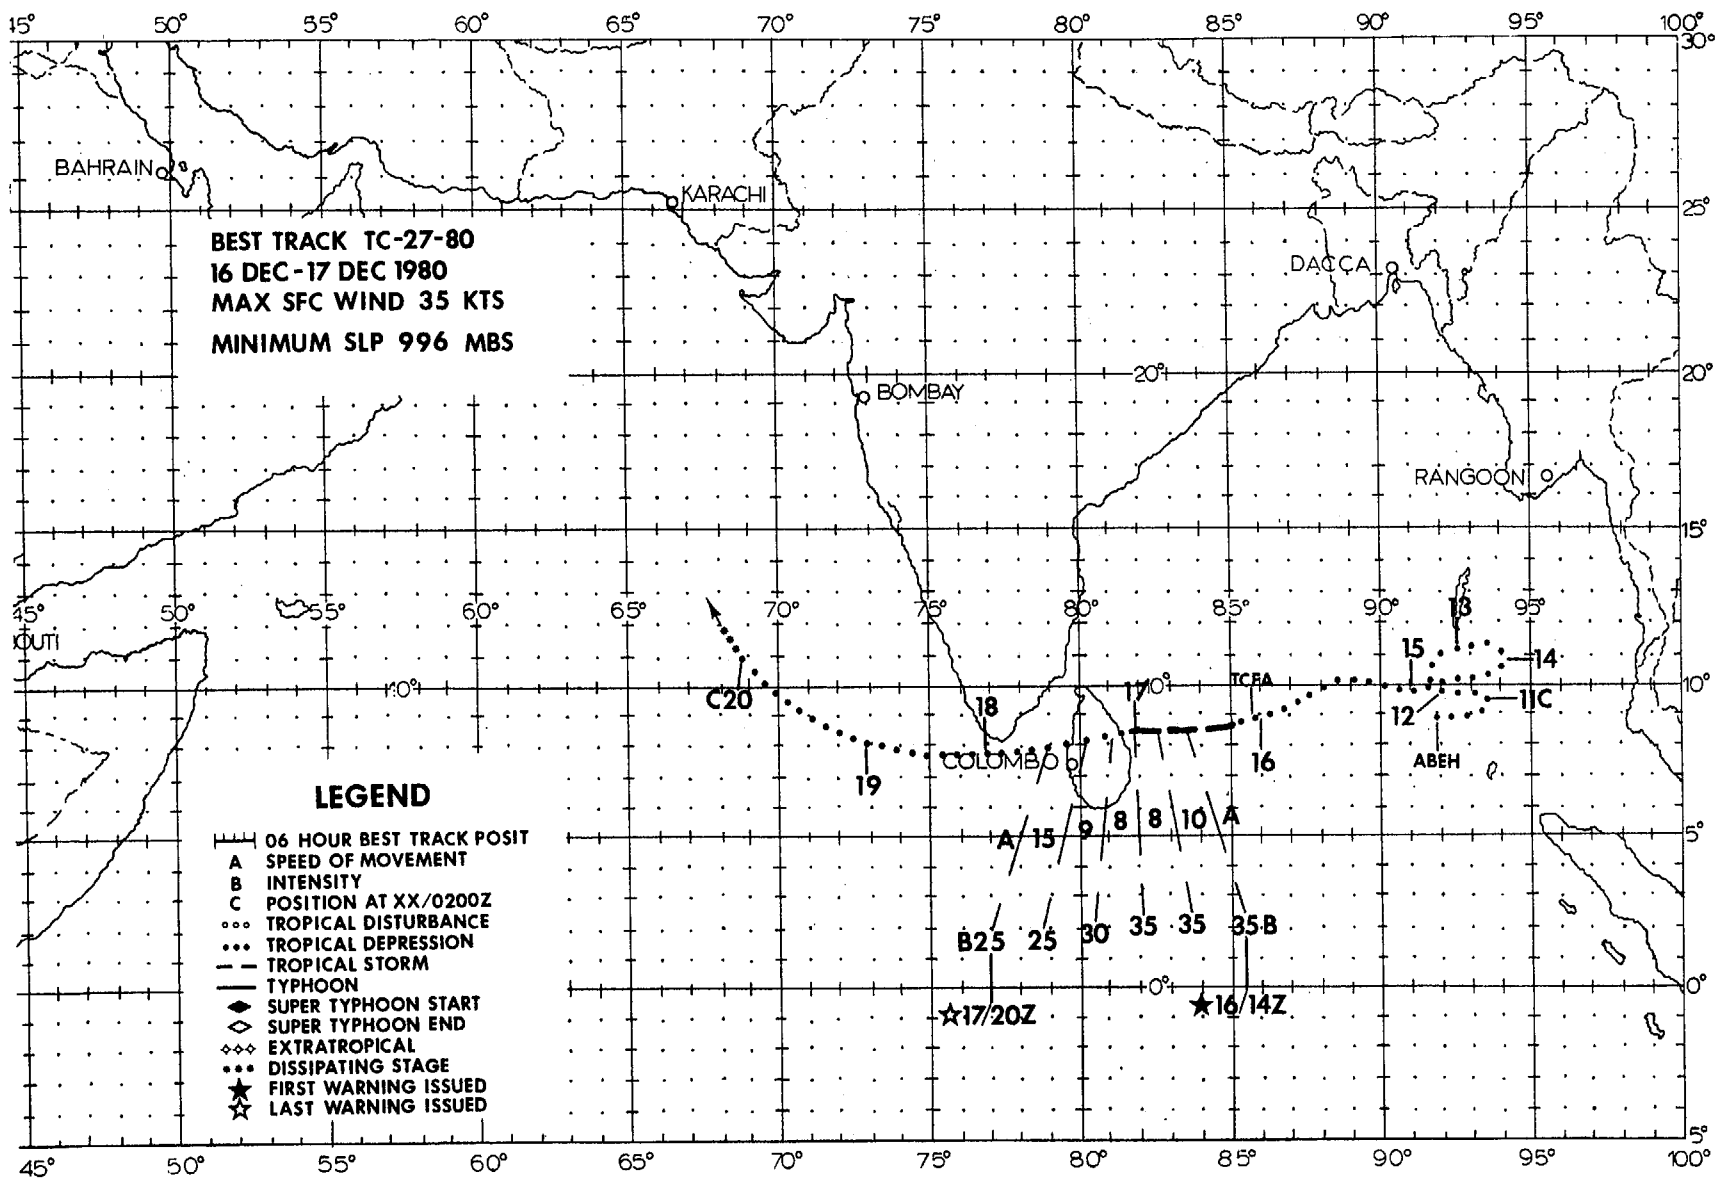 45° 50° 55° 60° 65° 70° 75° 80° 85° 90° 95° 100°
30°
BAHRAIN
KARACHI
25°
BEST TRACK TC-27-80
16 DEC-17 DEC 1980
MAX SFC WIND 35 KTS
MINIMUM SLP 996 MBS
DACCA
20° 20°
BOMBAY
RANGOON
15°
45° 50° 55° 60° 65° 70° 75° 80° 85° 90° 95°
OUTI
13
15 14
C20 10° 18 17 10° TCFA 12 11C 10°
19 COLOMBO 16 ABEH
A 15 9 8 8 10 A
5°
B25 25 30 35 35 35B
0° 0°
17/20Z 16/14Z
LEGEND
06 HOUR BEST TRACK POSIT
A SPEED OF MOVEMENT
B INTENSITY
C POSITION AT XX/0200Z
TROPICAL DISTURBANCE
TROPICAL DEPRESSION
TROPICAL STORM
TYPHOON
SUPER TYPHOON START
SUPER TYPHOON END
EXTRATROPICAL
DISSIPATING STAGE
FIRST WARNING ISSUED
LAST WARNING ISSUED
5°
45° 50° 55° 60° 65° 70° 75° 80° 85° 90° 95° 100°